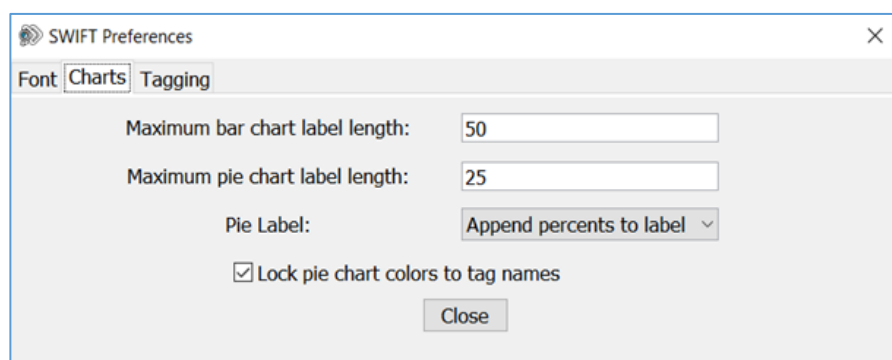 SWIFT Preferences
Font Charts Tagging
Maximum bar chart label length: 50
Maximum pie chart label length: 25
Pie Label: Append percents to label
Lock pie chart colors to tag names
Close